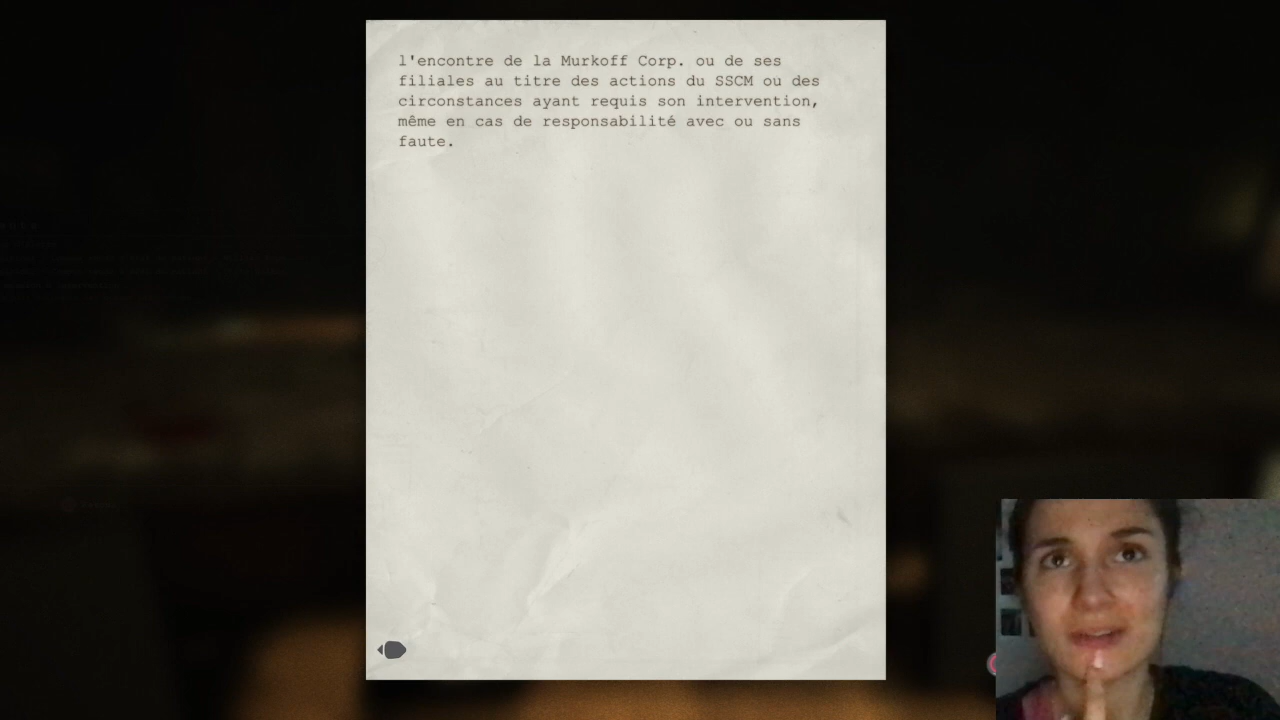 l'encontre de la Murkoff Corp. ou de ses
filiales au titre des actions du SSCM ou des
circonstances ayant requis son intervention,
même en cas de responsabilité avec ou sans
faute.